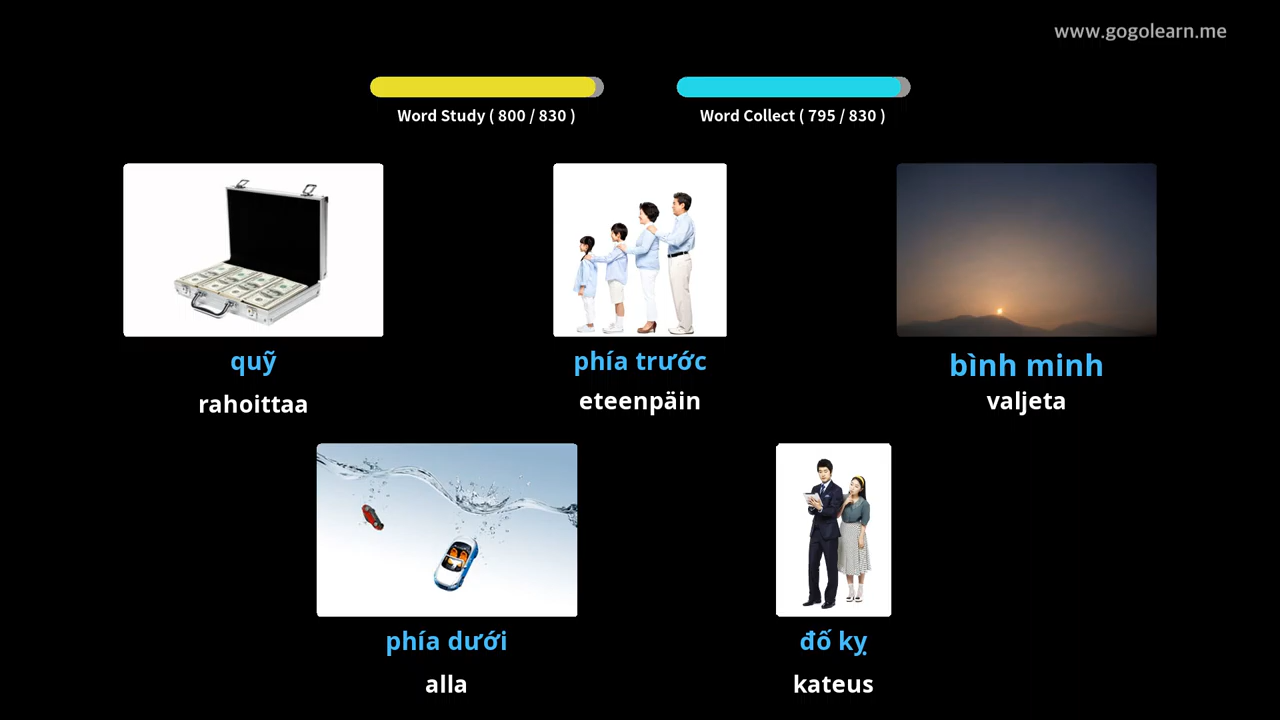 www.gogolearn.me
Word Study ( 800 / 830 )
Word Collect ( 795 / 830 )
quỹ
rahoittaa
phía trước
eteenpäin
bình minh
valjeta
phía dưới
alla
đố kỵ
kateus